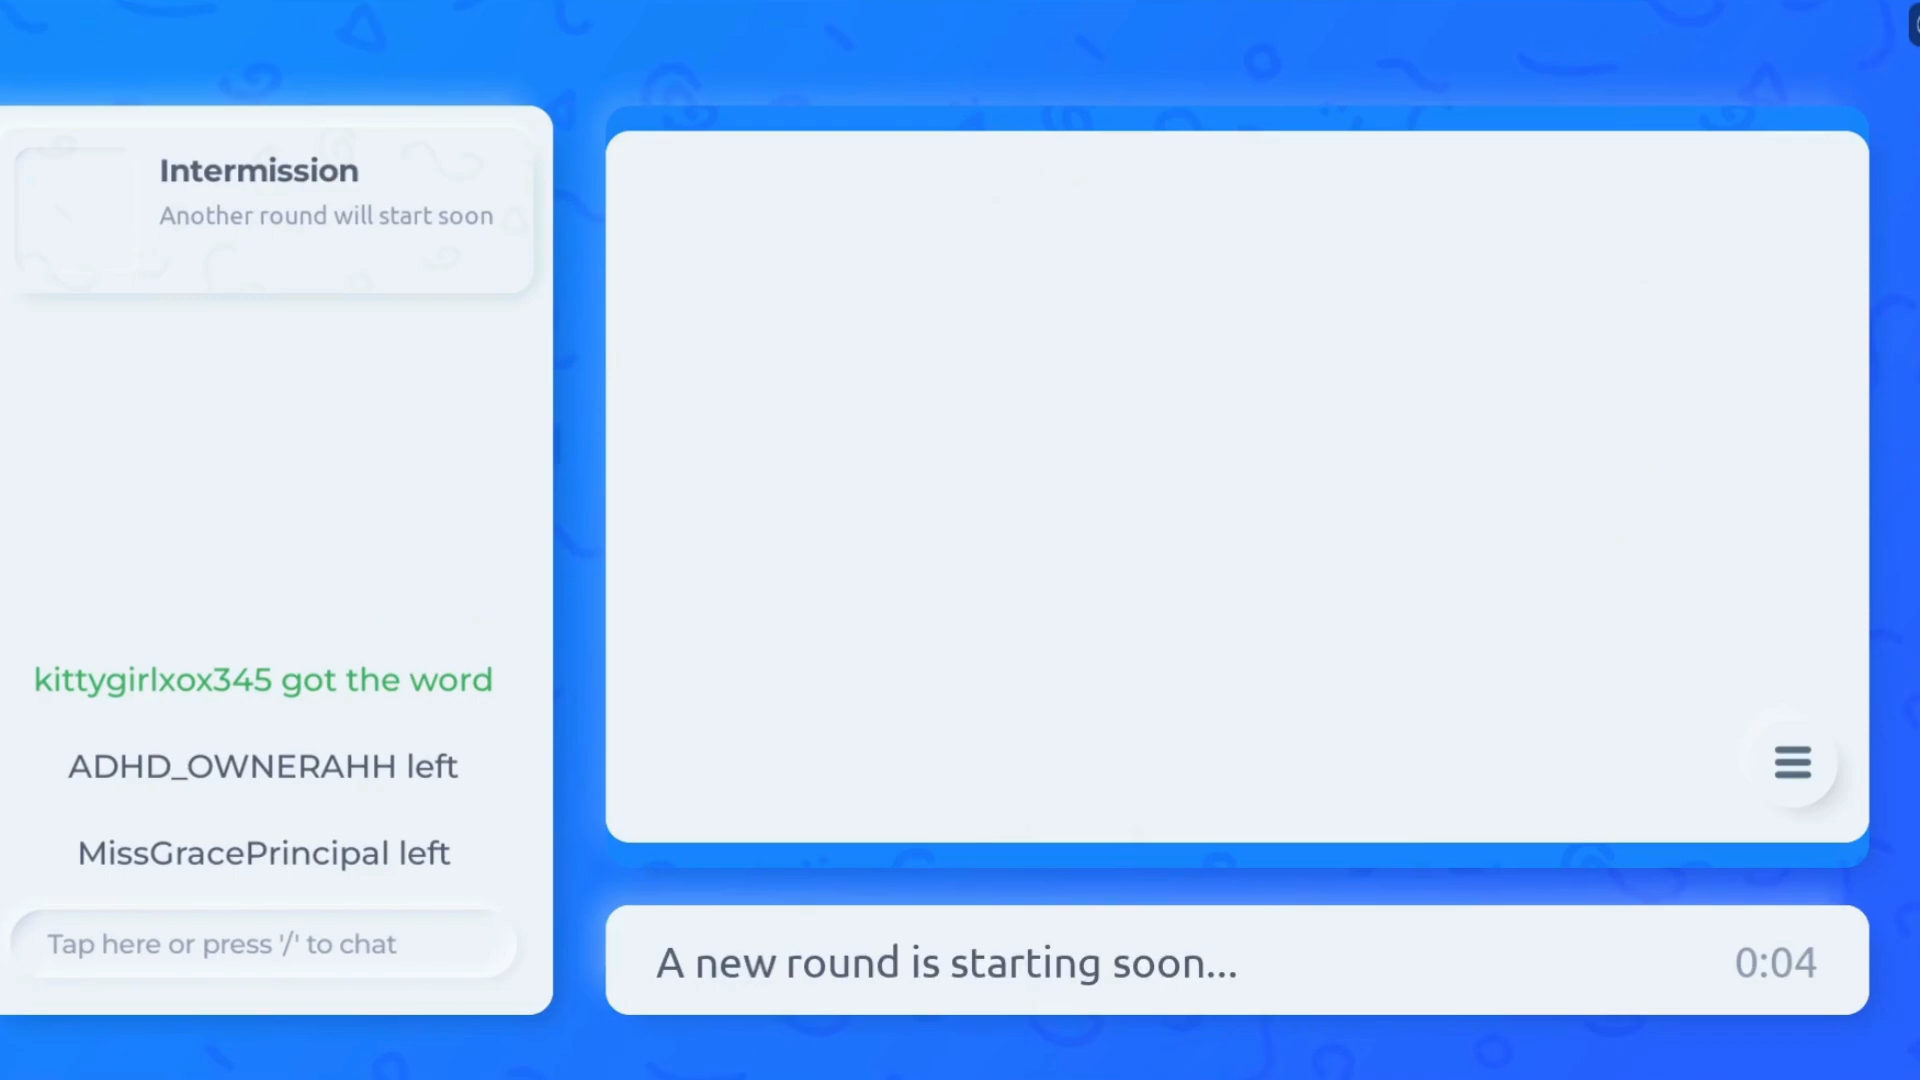 Intermission
Another round will start soon
kittygirlxox345 got the word
ADHD_OWNERAHH left
MissGracePrincipal left
Tap here or press '/' to chat
A new round is starting soon...
0:04